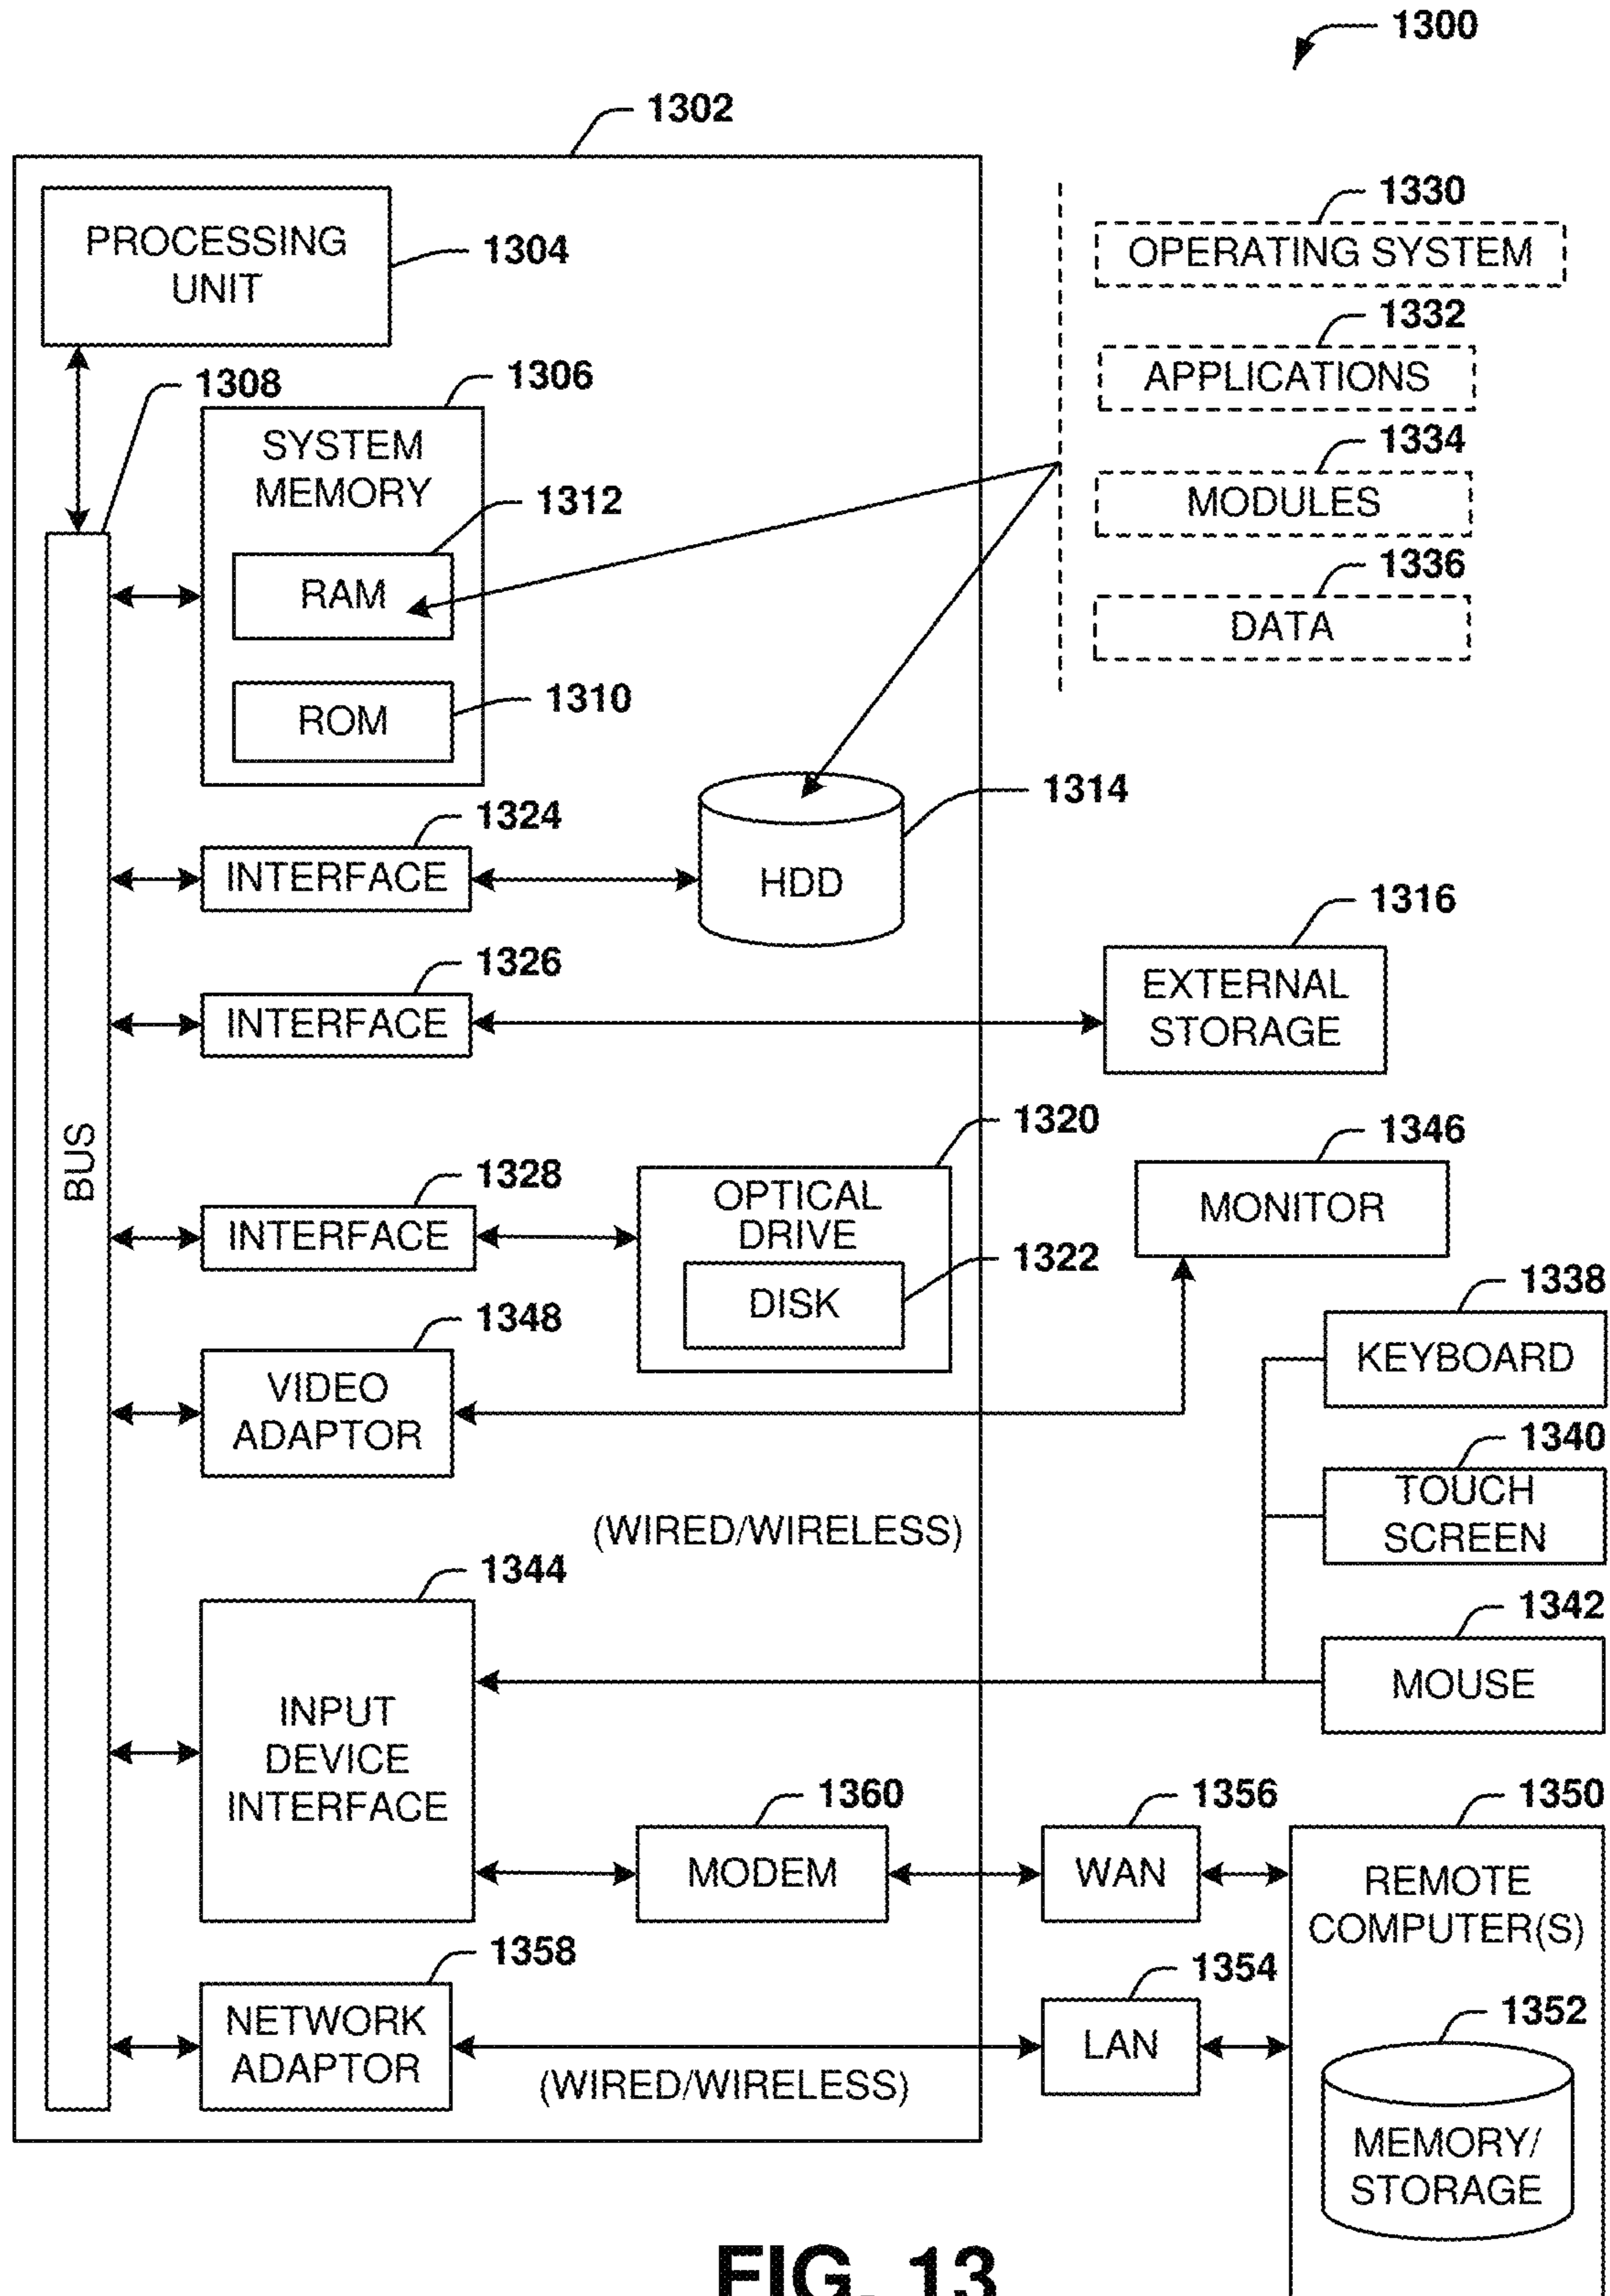 1300
1302
PROCESSING
UNIT
1304
1330
OPERATING SYSTEM
1332
APPLICATIONS
1334
MODULES
1336
DATA
1308
1306
SYSTEM
MEMORY
1312
RAM
1310
ROM
1324
INTERFACE
1314
HDD
1326
INTERFACE
1316
EXTERNAL
STORAGE
BUS
1328
INTERFACE
1320
OPTICAL
DRIVE
1322
DISK
1346
MONITOR
1348
VIDEO
ADAPTOR
1338
KEYBOARD
1340
TOUCH
SCREEN
(WIRED/WIRELESS)
1344
INPUT
DEVICE
INTERFACE
1342
MOUSE
1360
MODEM
1356
WAN
1350
REMOTE
COMPUTER(S)
1358
NETWORK
ADAPTOR
(WIRED/WIRELESS)
1354
LAN
1352
MEMORY/
STORAGE
FIG. 13